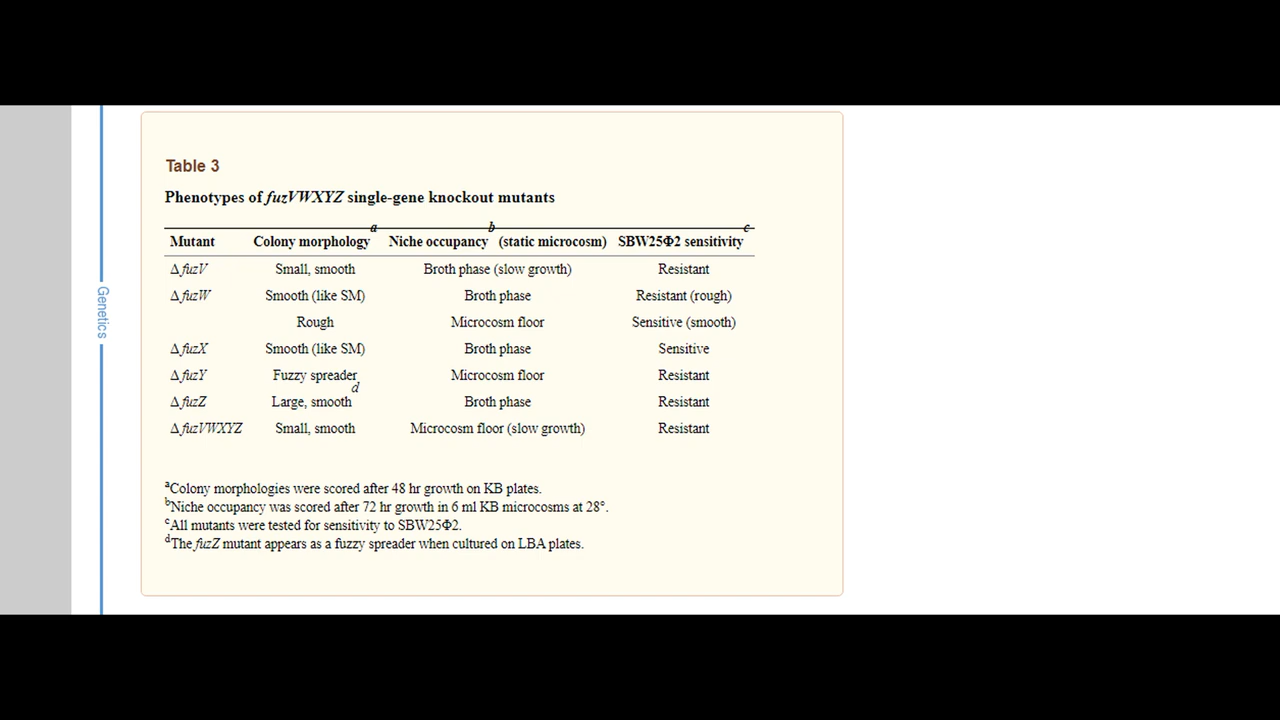 Genetics
Table 3
Phenotypes of fuzVWXYZ single-gene knockout mutants
Mutant Colony morphology a Niche occupancy b (static microcosm) SBW25Φ2 sensitivity c
Δ fuzV Small, smooth Broth phase (slow growth) Resistant
Δ fuzW Smooth (like SM) Broth phase Resistant (rough)
Rough Microcosm floor Sensitive (smooth)
Δ fuzX Smooth (like SM) Broth phase Sensitive
Δ fuzY Fuzzy spreader Microcosm floor Resistant
Δ fuzZ Large, smooth d Broth phase Resistant
Δ fuzVWXYZ Small, smooth Microcosm floor (slow growth) Resistant
aColony morphologies were scored after 48 hr growth on KB plates.
bNiche occupancy was scored after 72 hr growth in 6 ml KB microcosms at 28°.
cAll mutants were tested for sensitivity to SBW25Φ2.
dThe fuzZ mutant appears as a fuzzy spreader when cultured on LBA plates.